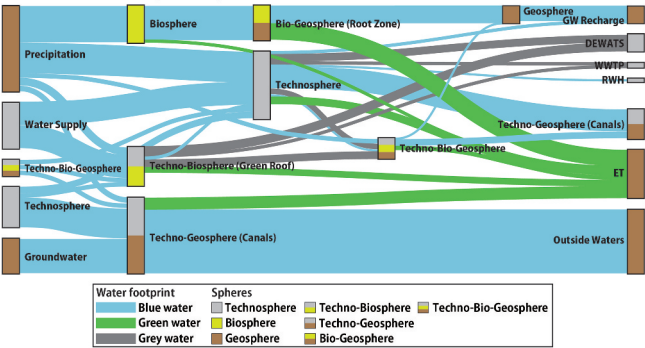 Precipitation
Water Supply
Techno-Bio-Geosphere
Technosphere
Groundwater
Biosphere
Techno-Biosphere (Green Roof)
Techno-Geosphere (Canals)
Bio-Geosphere (Root Zone)
Technosphere
Techno-Bio-Geosphere
Geosphere
GW Recharge
DEWATS
WWTP
RWH
Techno-Geosphere (Canals)
ET
Outside Waters
Water footprint
Blue water
Green water
Grey water
Spheres
Technosphere
Biosphere
Geosphere
Techno-Biosphere
Techno-Geosphere
Bio-Geosphere
Techno-Bio-Geosphere